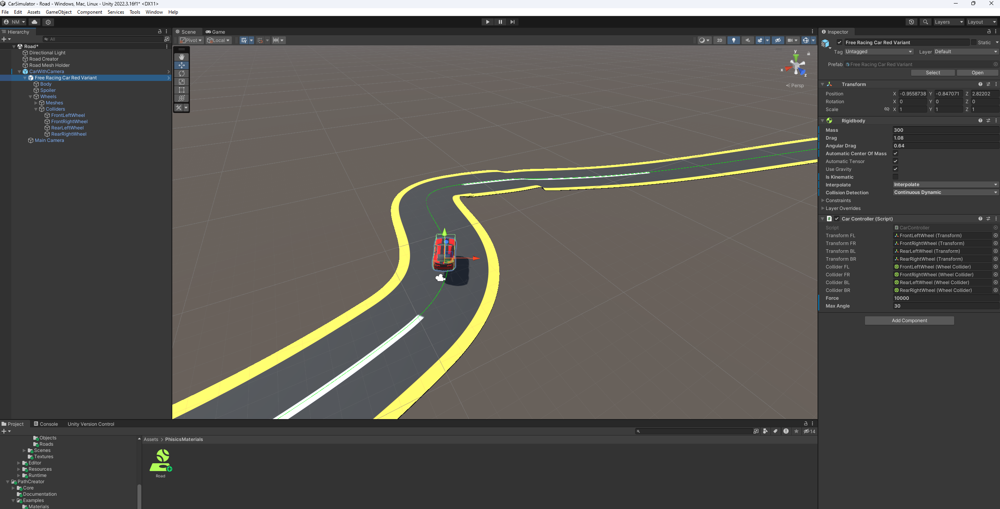 CarSimulator - Road - Windows, Mac, Linux - Unity 2022.3.16f1* <DX11>
File Edit Assets GameObject Component Services Tools Window Help
NM
Layers Layout
Hierarchy
All
Road*
Directional Light
Road Creator
Road Mesh Holder
CarWithCamera
Free Racing Car Red Variant
Body
Spoiler
Wheels
Meshes
Colliders
FrontLeftWheel
FrontRightWheel
RearLeftWheel
RearRightWheel
Main Camera
Scene Game
Pivot Local
2D
y
x
z
Persp
Inspector
Free Racing Car Red Variant Static
Tag Untagged Layer Default
Prefab Free Racing Car Red Variant
Select Open
Transform
Position X -0.9558738 Y -0.847071 Z 2.82202
Rotation X 0 Y 0 Z 0
Scale X 1 Y 1 Z 1
Rigidbody
Mass 300
Drag 1.08
Angular Drag 0.64
Automatic Center Of Mass
Automatic Tensor
Use Gravity
Is Kinematic
Interpolate Interpolate
Collision Detection Continuous Dynamic
Constraints
Layer Overrides
# Car Controller (Script)
Script CarController
Transform FL FrontLeftWheel (Transform)
Transform FR FrontRightWheel (Transform)
Transform BL RearLeftWheel (Transform)
Transform BR RearRightWheel (Transform)
Collider FL FrontLeftWheel (Wheel Collider)
Collider FR FrontRightWheel (Wheel Collider)
Collider BL RearLeftWheel (Wheel Collider)
Collider BR RearRightWheel (Wheel Collider)
Force 10000
Max Angle 30
Add Component
Project Console Unity Version Control
14
Objects
Roads
Scenes
Textures
Editor
Resources
Runtime
PathCreator
Core
Documentation
Examples
Materials
Assets > PhisicsMaterials
Road